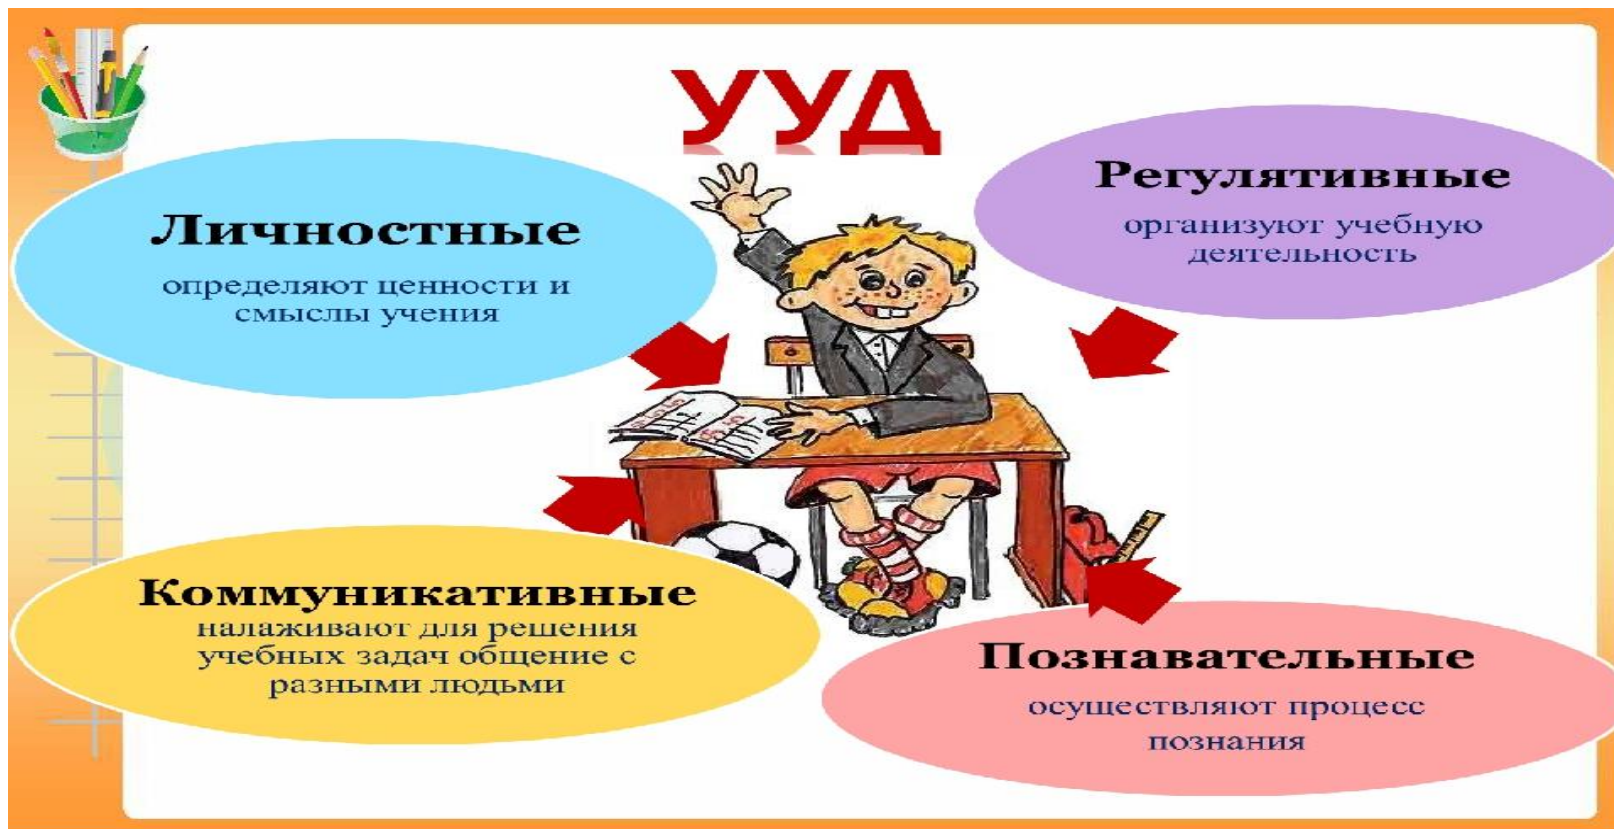 УУД
Личностные
определяют ценности и
смыслы учения
Регулятивные
организуют учебную
деятельность
Коммуникативные
налаживают для решения
учебных задач общение с
разными людьми
Познавательные
осуществляют процесс
познания